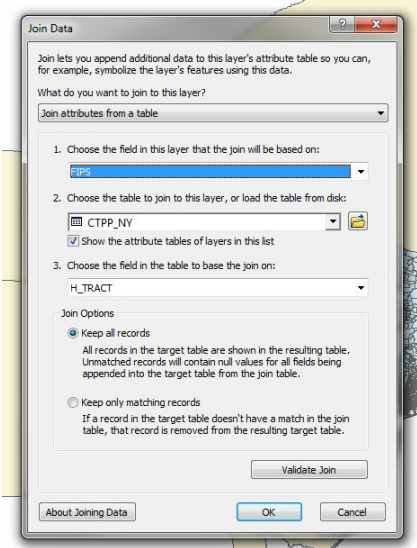 Join Data
Join lets you append additional data to this layer's attribute table so you can,
for example, symbolize the layer's features using this data.
What do you want to join to this layer?
Join attributes from a table
1. Choose the field in this layer that the join will be based on:
FIPS
2. Choose the table to join to this layer, or load the table from disk:
CTPP_NY
Show the attribute tables of layers in this list
3. Choose the field in the table to base the join on:
H_TRACT
Join Options
Keep all records
All records in the target table are shown in the resulting table.
Unmatched records will contain null values for all fields being
appended into the target table from the join table.
Keep only matching records
If a record in the target table doesn't have a match in the join
table, that record is removed from the resulting target table.
Validate Join
About Joining Data OK Cancel